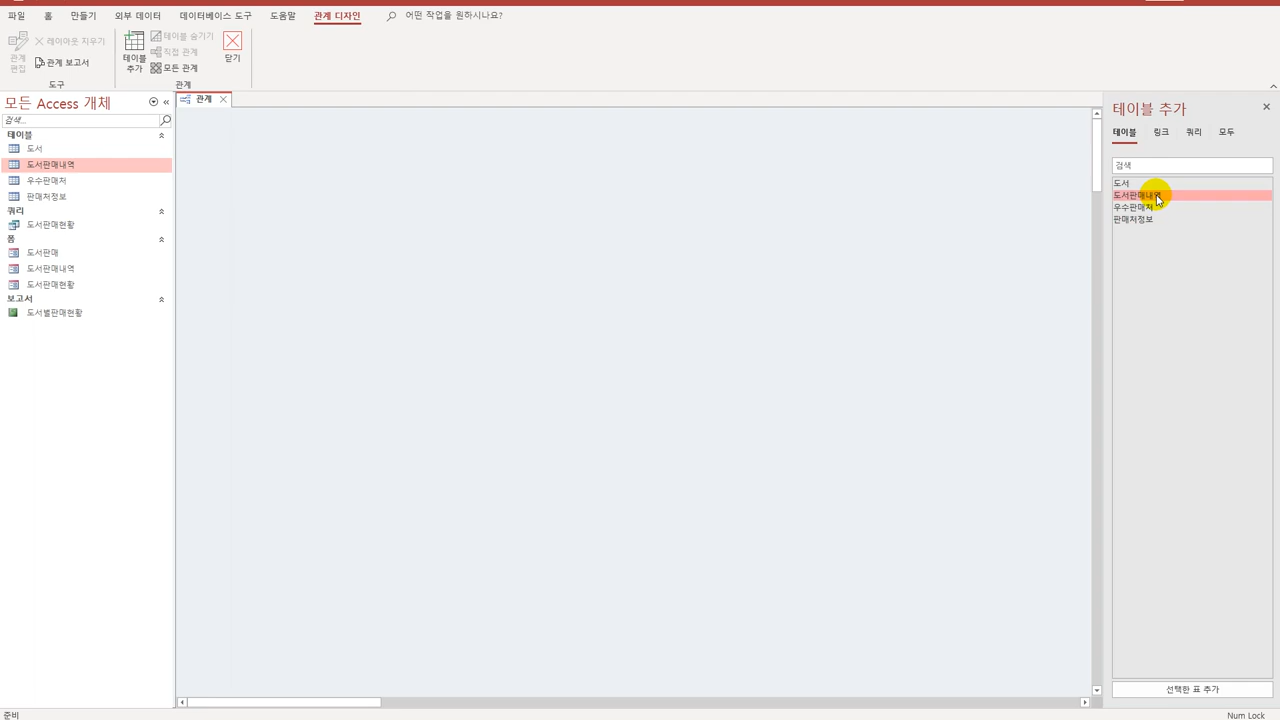 파일 홈 만들기 외부 데이터 데이터베이스 도구 도움말 관계 디자인 어떤 작업을 원하시나요?
관계 편집
레이아웃 지우기
관계 보고서
도구
테이블 추가
테이블 숨기기
직접 관계
모든 관계
관계
닫기
모든 Access 개체
검색...
테이블
도서
도서판매내역
우수판매처
판매처정보
쿼리
도서판매현황
폼
도서판매
도서판매내역
도서판매현황
보고서
도서별판매현황
관계
테이블 추가
테이블 링크 쿼리 모두
검색
도서
도서판매내역
우수판매처
판매처정보
선택한 표 추가
준비
Num Lock